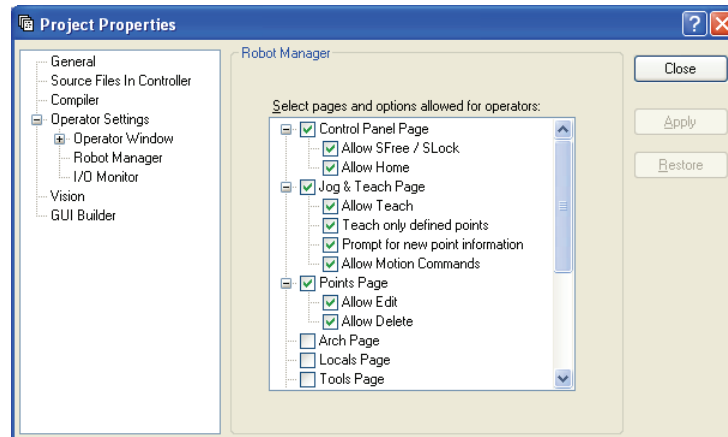 Project Properties
General
Source Files In Controller
Compiler
Operator Settings
Operator Window
Robot Manager
I/O Monitor
Vision
GUI Builder
Robot Manager
Select pages and options allowed for operators:
Control Panel Page
Allow SFree / SLock
Allow Home
Jog & Teach Page
Allow Teach
Teach only defined points
Prompt for new point information
Allow Motion Commands
Points Page
Allow Edit
Allow Delete
Arch Page
Locals Page
Tools Page
Close
Apply
Restore